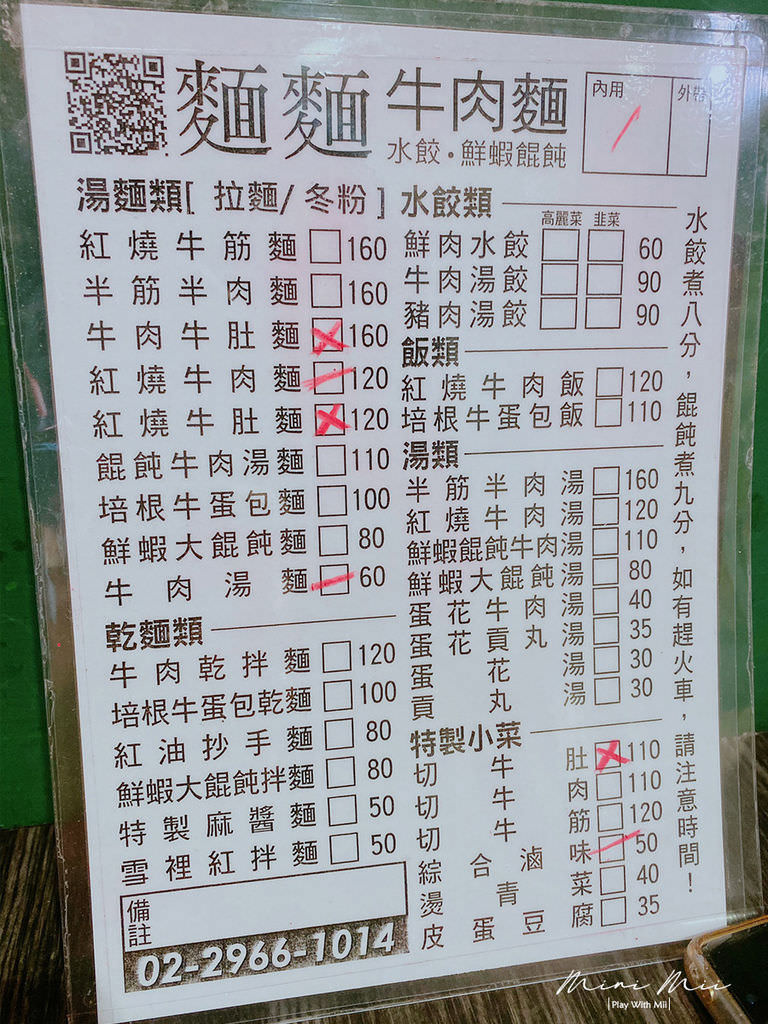 麵麵 牛肉麵
水餃·鮮蝦餛飩
內用 外帶
湯麵類[ 拉麵/ 冬粉 ]
紅燒牛筋麵 160
半筋半肉麵 160
牛肉牛肚麵 160
紅燒牛肉麵 120
紅燒牛肚麵 120
餛飩牛肉湯麵 110
培根牛蛋包麵 100
鮮蝦大餛飩麵 80
牛肉湯麵 60
乾麵類
牛肉乾拌麵 120
培根牛蛋包乾麵 100
紅油抄手麵 80
鮮蝦大餛飩拌麵 80
特製麻醬麵 50
雪裡紅拌麵 50
備註
02-2966-1014
水餃類
高麗菜 韭菜
鮮肉水餃 60
牛肉湯餃 90
豬肉湯餃 90
飯類
紅燒牛肉飯 120
培根牛蛋包飯 110
湯類
半筋半肉湯 160
紅燒牛肉湯 120
鮮蝦餛飩牛肉湯 110
鮮蝦大餛飩湯 80
蛋花牛肉湯 40
蛋花貢丸湯 35
蛋花湯 30
貢丸湯 30
特製小菜
切牛肚 110
切牛肉 110
切牛筋 120
綜合滷味 50
燙青菜 40
皮蛋豆腐 35
水餃煮八分，餛飩煮九分，如有趕火車，請注意時間！
Mini Mii
[Play With Mii]